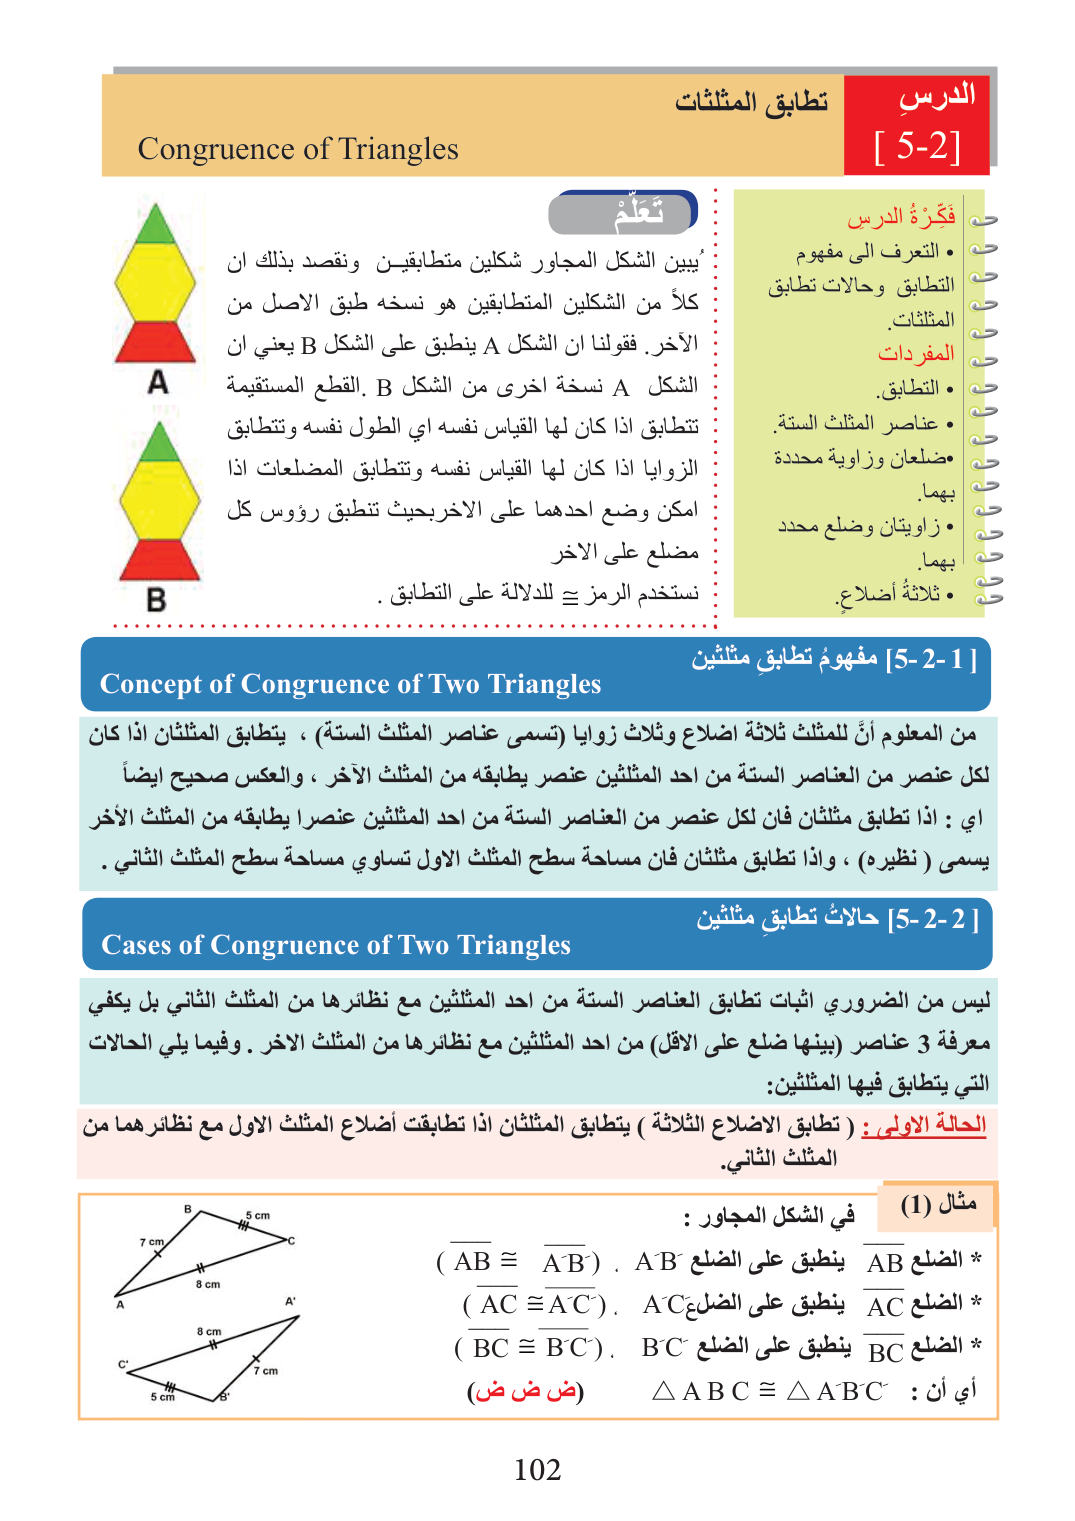 الدرسِ
[ 5-2]
تطابق المثلثات
Congruence of Triangles
فَكِّرْةُ الدرسِ
• التعرف الى مفهوم
التطابق وحالات تطابق
المثلثات.
المفردات
• التطابق.
• عناصر المثلث الستة.
•ضلعان وزاوية محددة
بهما.
• زاويتان وضلع محدد
بهما.
• ثلاثةُ أضلاعٍ.
تَعَلَّمْ
يُبين الشكل المجاور شكلين متطابقيــن ونقصد بذلك ان
كلاً من الشكلين المتطابقين هو نسخه طبق الاصل من
الآخر. فقولنا ان الشكل A ينطبق على الشكل B يعني ان
الشكل A نسخة اخرى من الشكل B .القطع المستقيمة
تتطابق اذا كان لها القياس نفسه اي الطول نفسه وتتطابق
الزوايا اذا كان لها القياس نفسه وتتطابق المضلعات اذا
امكن وضع احدهما على الاخربحيث تنطبق رؤوس كل
مضلع على الاخر
نستخدم الرمز ≅ للدلالة على التطابق .
A
B
[5-2-1] مفهومُ تطابقِ مثلثين
Concept of Congruence of Two Triangles
من المعلوم أنَّ للمثلث ثلاثة اضلاع وثلاث زوايا (تسمى عناصر المثلث الستة) ، يتطابق المثلثان اذا كان
لكل عنصر من العناصر الستة من احد المثلثين عنصر يطابقه من المثلث الآخر ، والعكس صحيح ايضاً
اي : اذا تطابق مثلثان فان لكل عنصر من العناصر الستة من احد المثلثين عنصرا يطابقه من المثلث الأخر
يسمى ( نظيره) ، واذا تطابق مثلثان فان مساحة سطح المثلث الاول تساوي مساحة سطح المثلث الثاني .
[5-2-2] حالاتُ تطابقِ مثلثين
Cases of Congruence of Two Triangles
ليس من الضروري اثبات تطابق العناصر الستة من احد المثلثين مع نظائرها من المثلث الثاني بل يكفي
معرفة 3 عناصر (بينها ضلع على الاقل) من احد المثلثين مع نظائرها من المثلث الاخر . وفيما يلي الحالات
التي يتطابق فيها المثلثين:
الحالة الاولى : ( تطابق الاضلاع الثلاثة ) يتطابق المثلثان اذا تطابقت أضلاع المثلث الاول مع نظائرهما من
المثلث الثاني.
مثال (1)
في الشكل المجاور :
* الضلع A̅B̅ ينطبق على الضلع A´B´ . ( A̅B̅ ≅ A̅´B̅´ )
* الضلع A̅C̅ ينطبق على الضلعَ A´C´ . ( A̅C̅ ≅ A̅´C̅´ )
* الضلع B̅C̅ ينطبق على الضلع B´C´ . ( B̅C̅ ≅ B̅´C̅´ )
أي أن : △ A B C ≅ △ A´B´C´ (ض ض ض)
B
5 cm
7 cm
C
8 cm
A
A'
8 cm
C'
7 cm
5 cm
B'
102